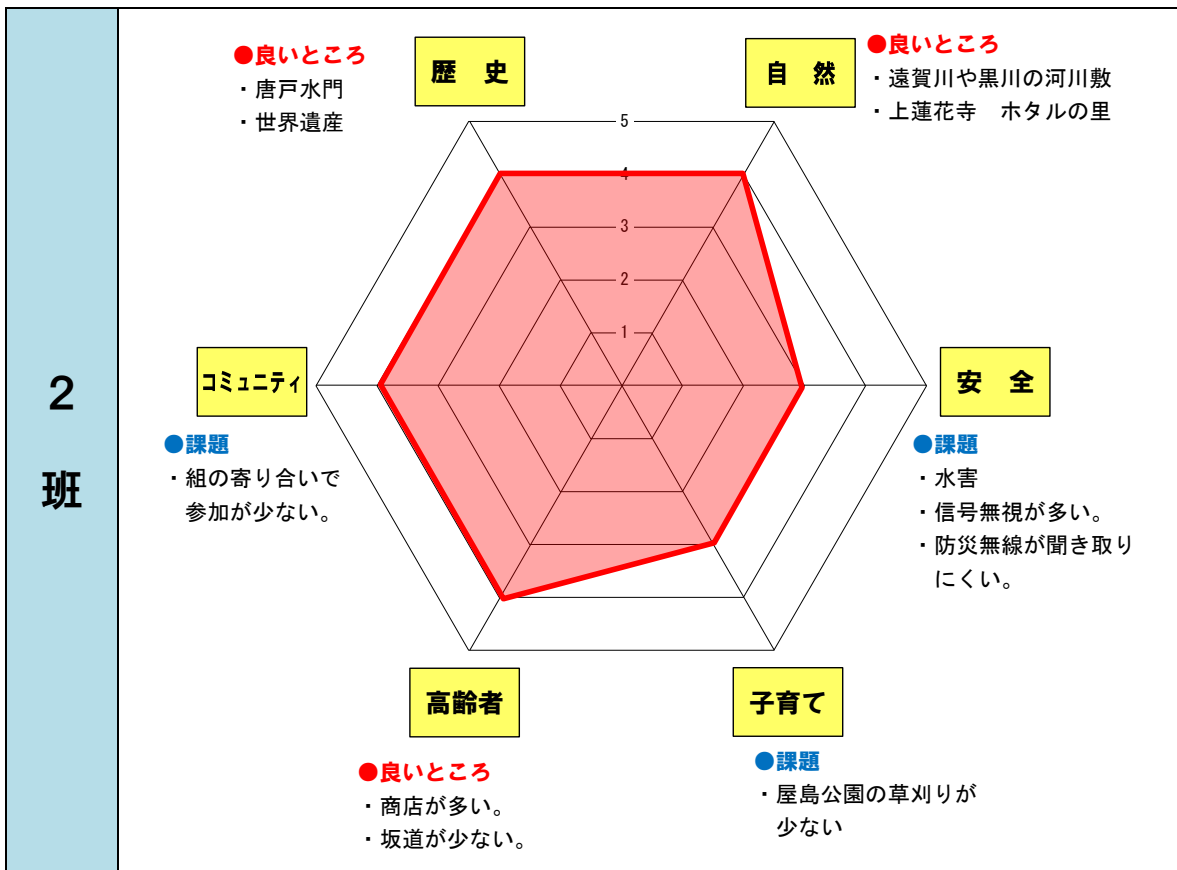 2
班
●良いところ
・唐戸水門
・世界遺産
歴 史
自 然
●良いところ
・遠賀川や黒川の河川敷
・上蓮花寺 ホタルの里
5
4
3
2
1
コミュニティ
●課題
・組の寄り合いで
参加が少ない。
安 全
●課題
・水害
・信号無視が多い。
・防災無線が聞き取り
にくい。
高齢者
●良いところ
・商店が多い。
・坂道が少ない。
子育て
●課題
・屋島公園の草刈りが
少ない